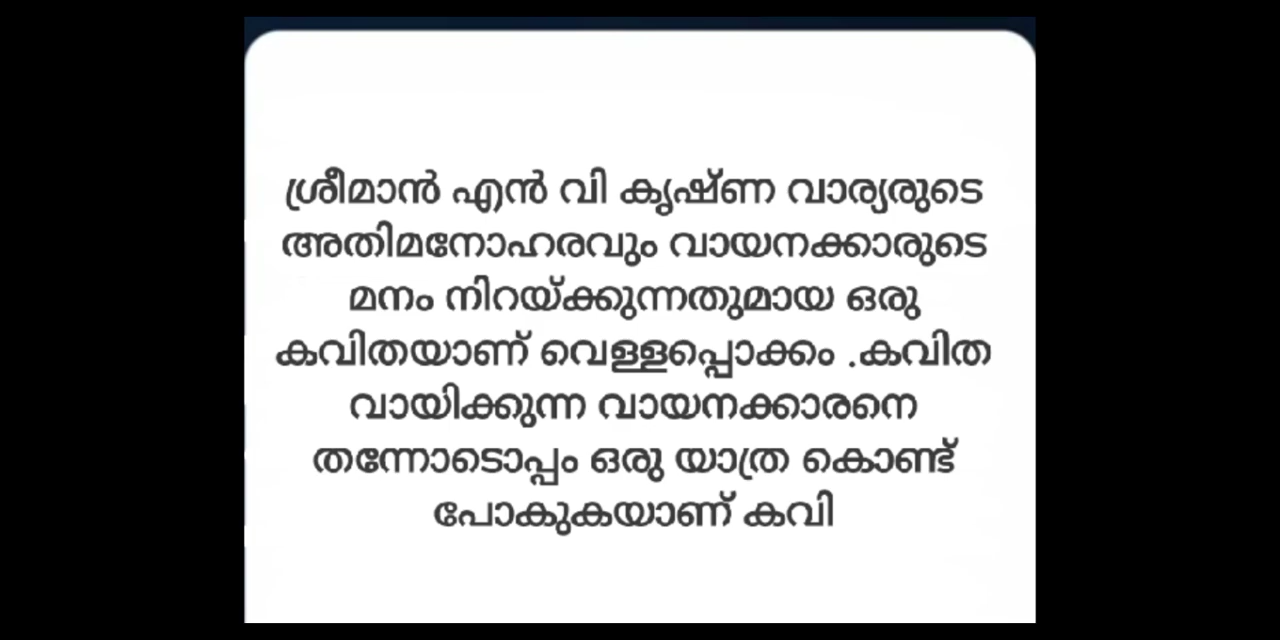 ശ്രീമാൻ എൻ വി കൃഷ്ണ വാര്യരുടെ
അതിമനോഹരവും വായനക്കാരുടെ
മനം നിറയ്ക്കുന്നതുമായ ഒരു
കവിതയാണ് വെള്ളപ്പൊക്കം .കവിത
വായിക്കുന്ന വായനക്കാരനെ
തന്നോടൊപ്പം ഒരു യാത്ര കൊണ്ട്
പോകുകയാണ് കവി